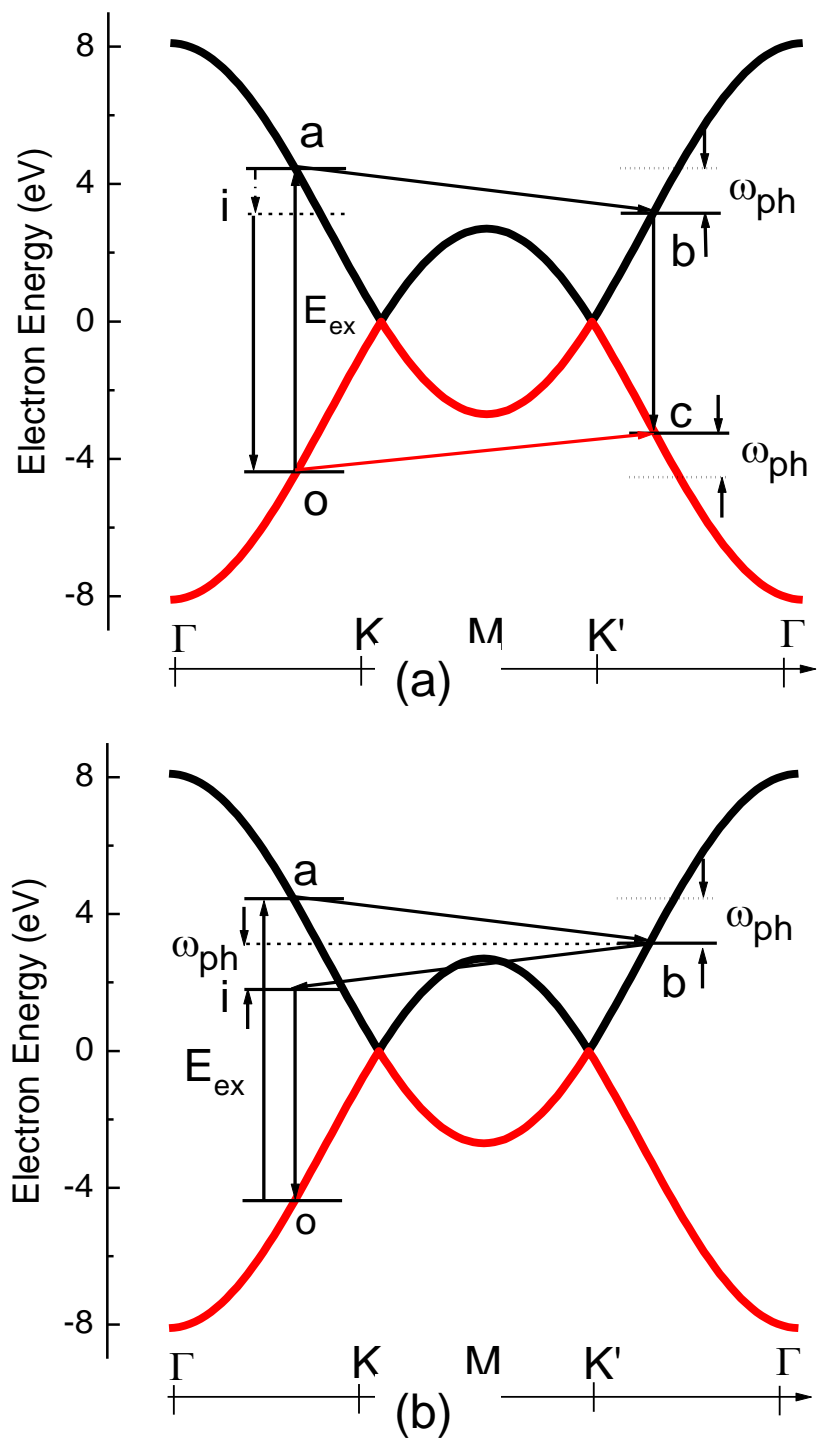 8
4
0
-4
-8
Electron Energy (eV)
a
i
E_ex
o
b
c
ω_ph
ω_ph
Γ K M K' Γ
(a)
8
4
0
-4
-8
Electron Energy (eV)
a
ω_ph
i
E_ex
o
b
ω_ph
Γ K M K' Γ
(b)